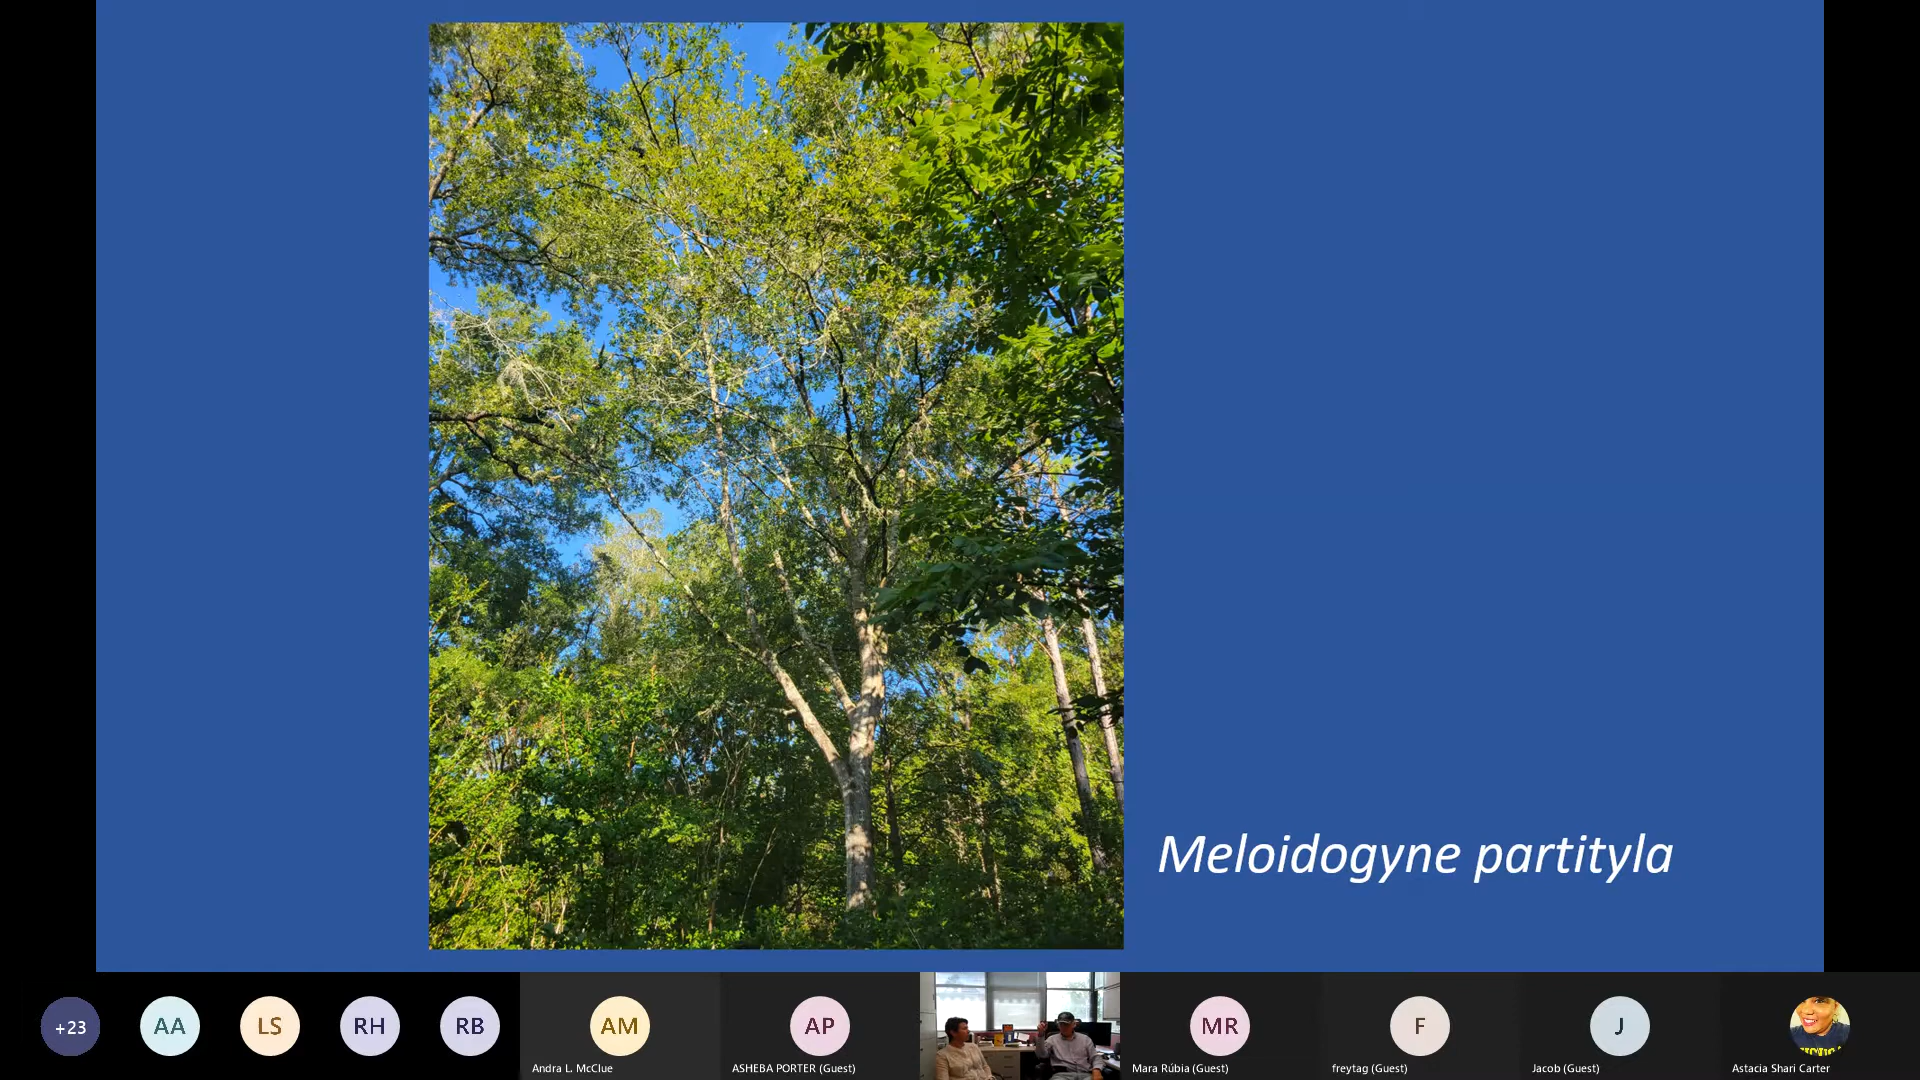 Meloidogyne partityla
+23
AA
LS
RH
RB
AM
AP
MR
F
J
Andra L. McClue
ASHEBA PORTER (Guest)
Mara Rúbia (Guest)
freytag (Guest)
Jacob (Guest)
Astacia Shari Carter